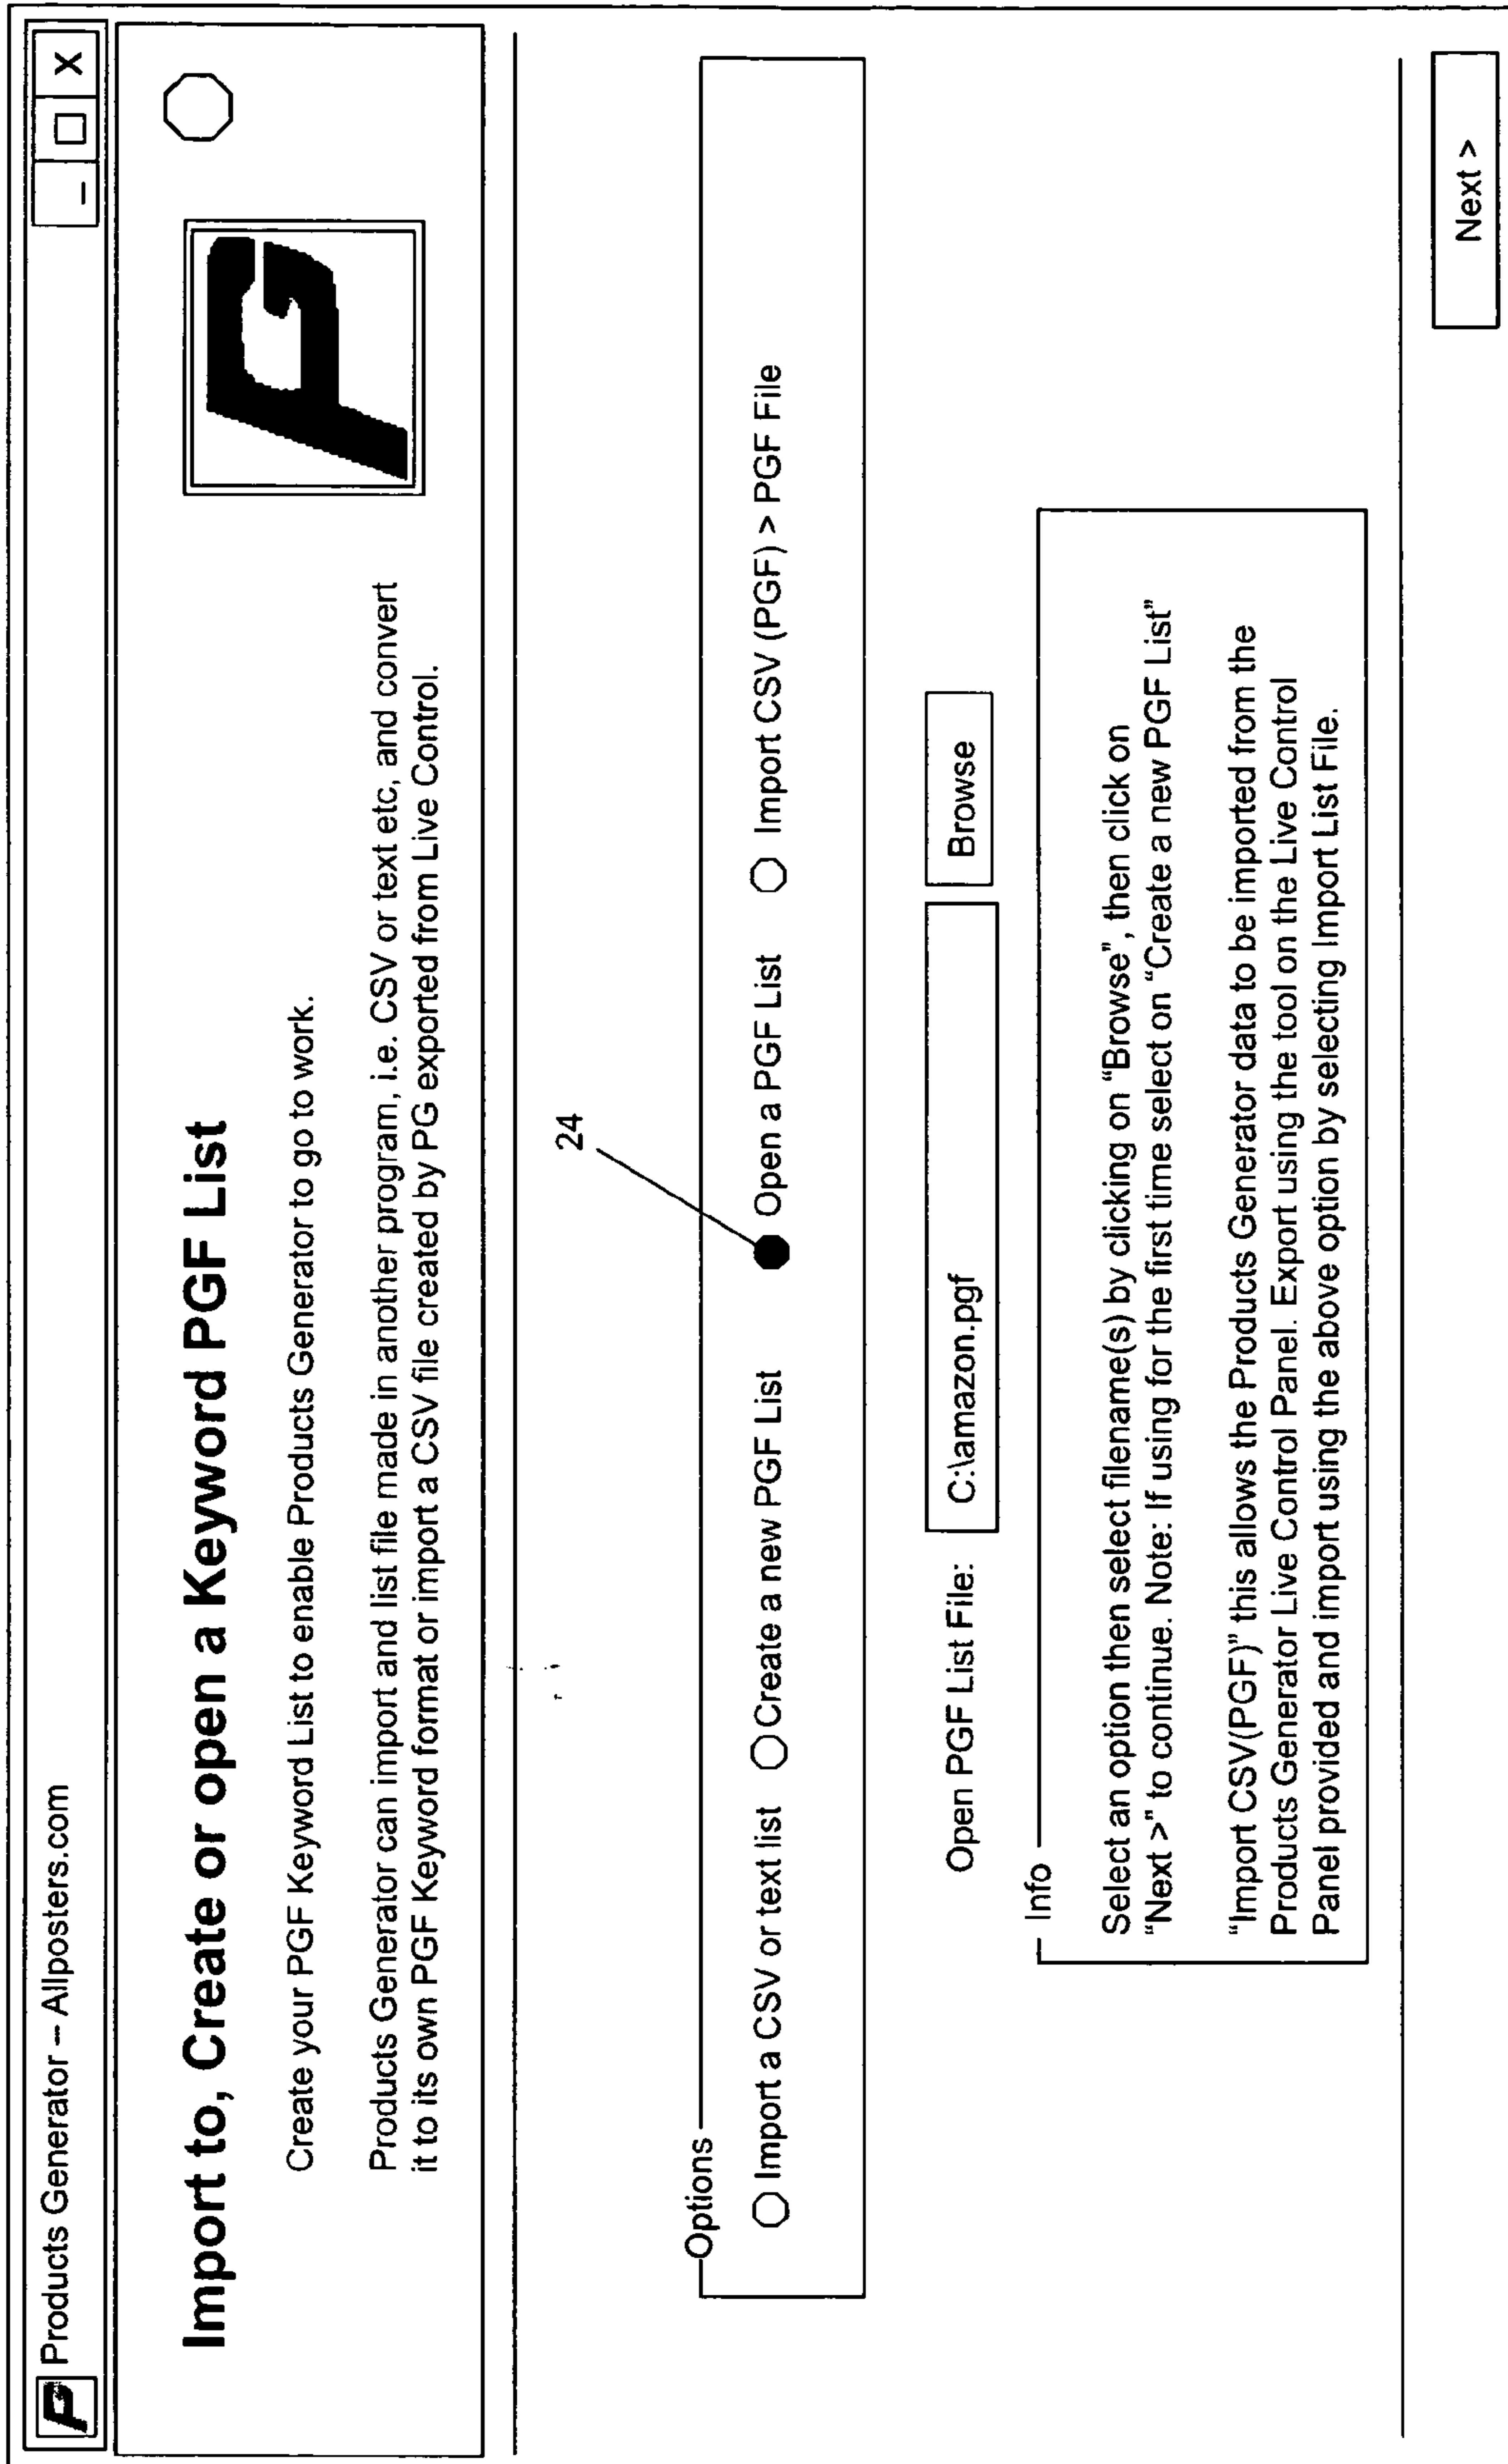 Products Generator -- Allposters.com
_ □ X
Import to, Create or open a Keyword PGF List
Create your PGF Keyword List to enable Products Generator to go to work.
Products Generator can import and list file made in another program, i.e. CSV or text etc, and convert
it to its own PGF Keyword format or import a CSV file created by PG exported from Live Control.
PG
24
Options
Import a CSV or text list Create a new PGF List Open a PGF List Import CSV (PGF) > PGF File
Open PGF List File: C:\amazon.pgf Browse
Info
Select an option then select filename(s) by clicking on “Browse”, then click on
“Next >” to continue. Note: If using for the first time select on “Create a new PGF List”
“Import CSV(PGF)” this allows the Products Generator data to be imported from the
Products Generator Live Control Panel. Export using the tool on the Live Control
Panel provided and import using the above option by selecting Import List File.
Next >